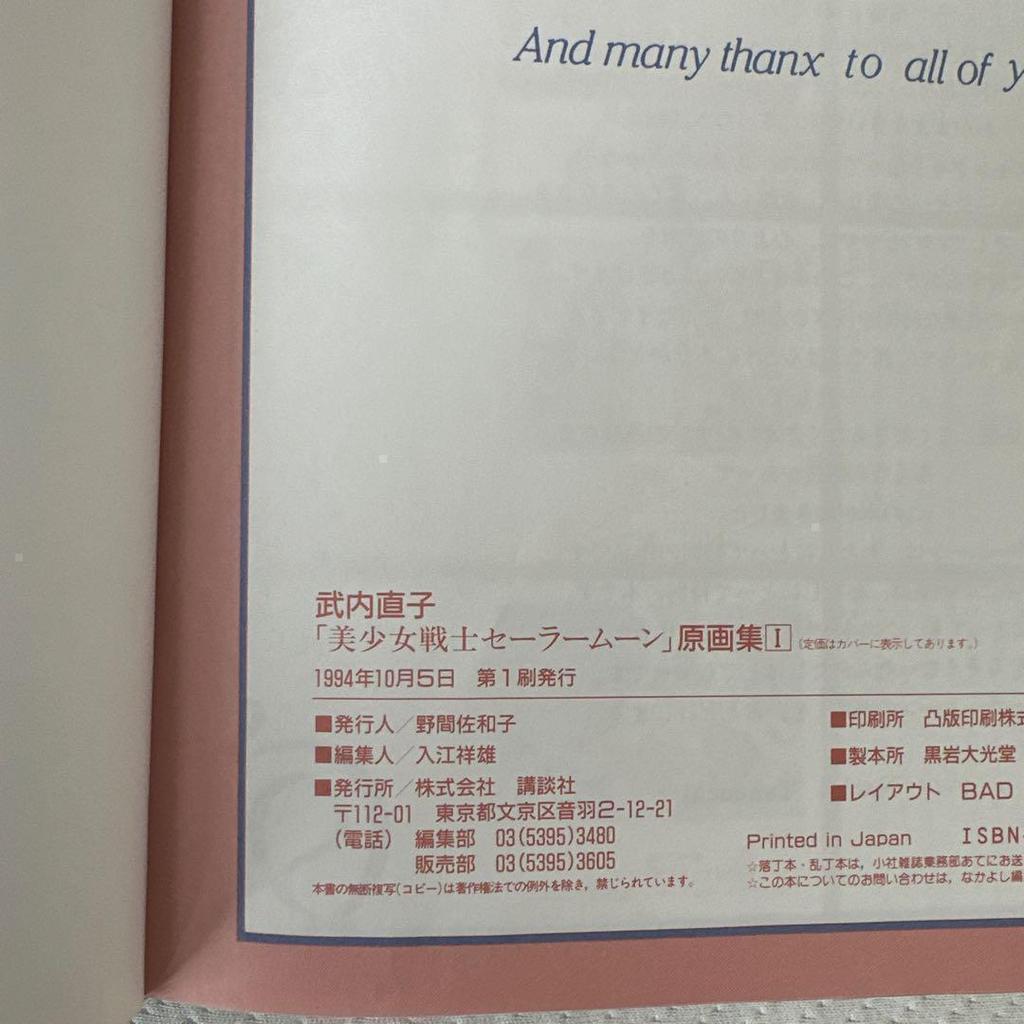 And many thanx to all of y
武内直子
「美少女戦士セーラームーン」原画集Ⅰ(定価はカバーに表示してあります。)
1994年10月5日 第1刷発行
■発行人／野間佐和子
■編集人／入江祥雄
■発行所／株式会社 講談社
〒112-01 東京都文京区音羽2-12-21
(電話) 編集部 03(5395)3480
販売部 03(5395)3605
本書の無断複写(コピー)は著作権法での例外を除き，禁じられています。
■印刷所 凸版印刷株式
■製本所 黒岩大光堂
■レイアウト BAD
Printed in Japan ISBN
☆落丁本・乱丁本は，小社雑誌業務部あてにお送
☆この本についてのお問い合わせは，なかよし編